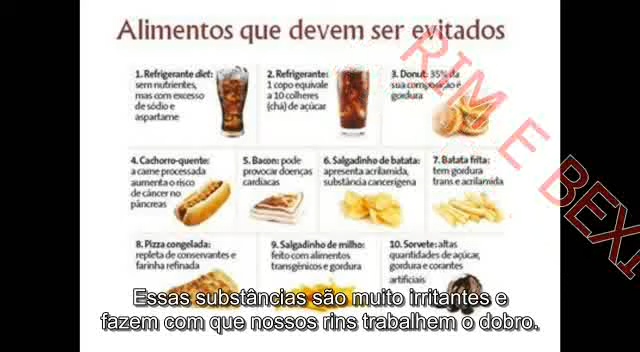 Alimentos que devem ser evitados
1. Refrigerante diet:
sem nutrientes,
mas com excesso
de sódio e
aspartame
2. Refrigerante:
1 copo equivale
a 10 colheres
(chá) de açúcar
3. Donut: 35% da
sua composição é
gordura
4. Cachorro-quente:
a carne processada
aumenta o risco
de câncer no
pâncreas
5. Bacon: pode
provocar doenças
cardíacas
6. Salgadinho de batata:
apresenta acrilamida,
substância cancerígena
7. Batata frita:
tem gordura
trans e acrilamida
8. Pizza congelada:
repleta de conservantes e
farinha refinada
9. Salgadinho de milho:
feito com alimentos
transgênicos e gordura
10. Sorvete: altas
quantidades de açúcar,
gordura e corantes
artificiais
RIM E BEXI
Essas substâncias são muito irritantes e
fazem com que nossos rins trabalhem o dobro.